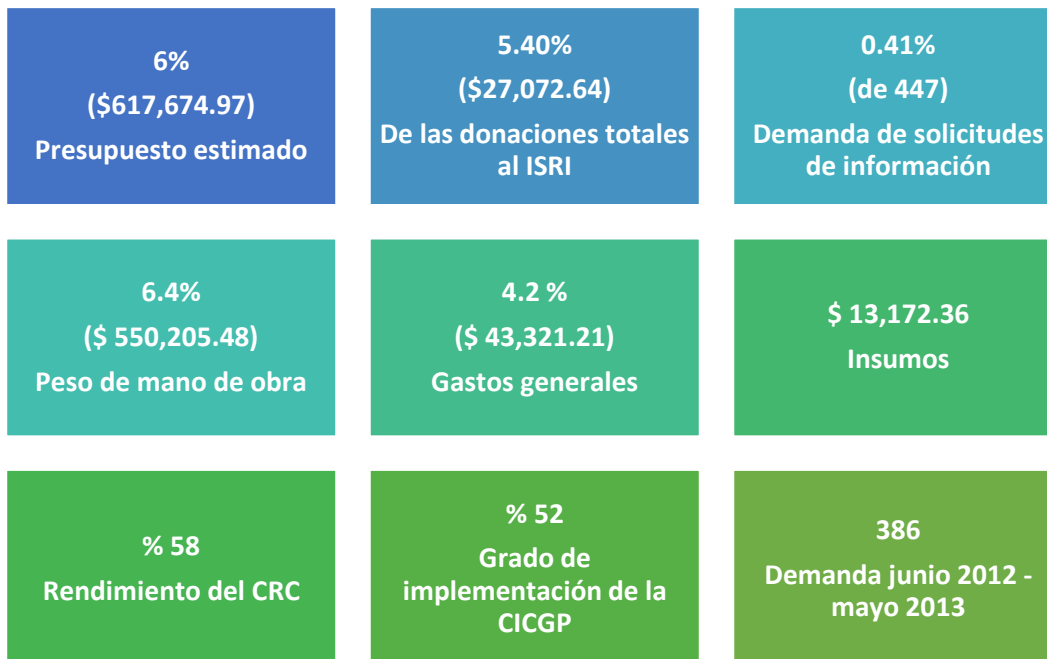 6%
($617,674.97)
Presupuesto estimado
5.40%
($27,072.64)
De las donaciones totales
al ISRI
0.41%
(de 447)
Demanda de solicitudes
de información
6.4%
($ 550,205.48)
Peso de mano de obra
4.2 %
($ 43,321.21)
Gastos generales
$ 13,172.36
Insumos
% 58
Rendimiento del CRC
% 52
Grado de
implementación de la
CICGP
386
Demanda junio 2012 -
mayo 2013